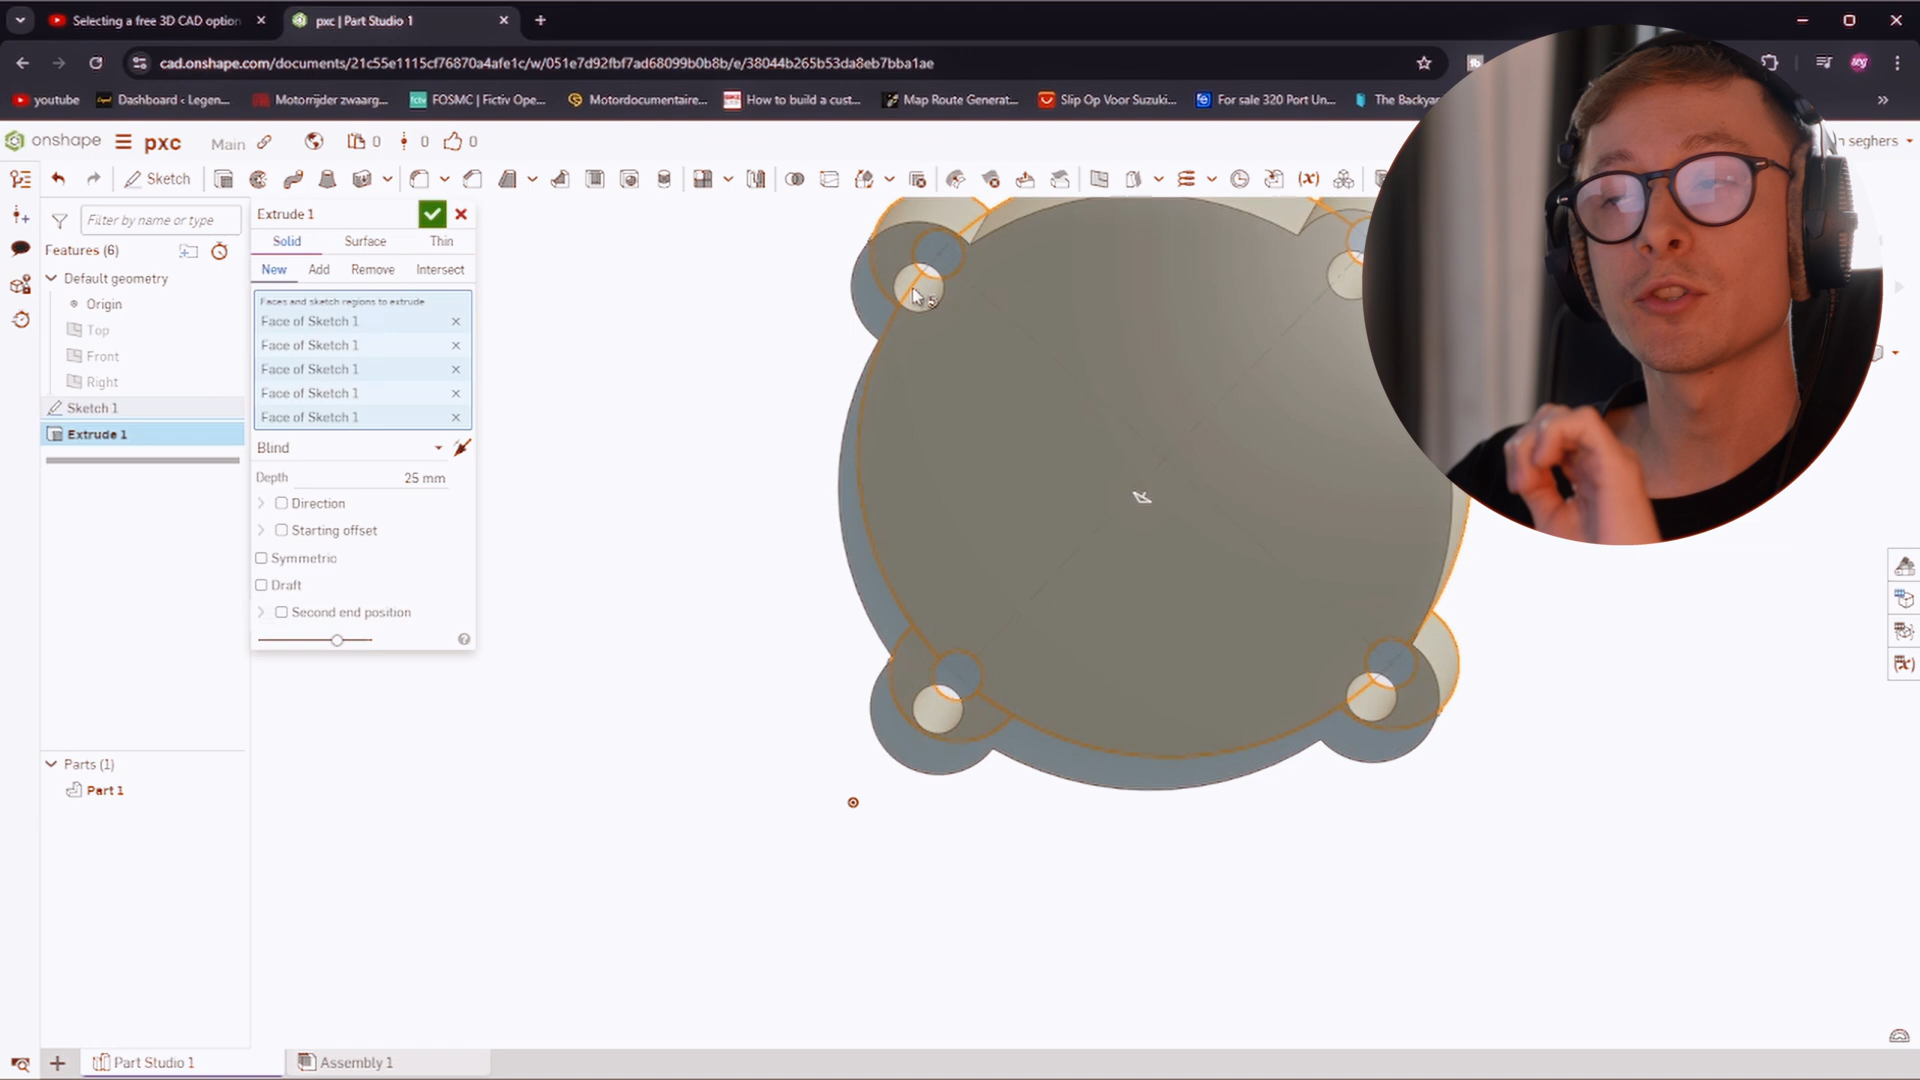 Selecting a free 3D CAD option
pxc | Part Studio 1
cad.onshape.com/documents/21c55e1115cf76870a4afe1c/w/051e7d92fbf7ad68099b0b8b/e/38044b265b53da8eb7bba1ae
youtube
Dashboard ‹ Legen...
Motorrijder zwaarg...
FOSMC | Fictiv Ope...
Motordocumentaire...
How to build a cust...
Map Route Generat...
Slip Op Voor Suzuki...
For sale 320 Port Un...
The Backyar
onshape
pxc
Main
0
0
0
n seghers
Sketch
(x)
Filter by name or type
Features (6)
Default geometry
Origin
Top
Front
Right
Sketch 1
Extrude 1
Extrude 1
Solid
Surface
Thin
New
Add
Remove
Intersect
Faces and sketch regions to extrude
Face of Sketch 1
Face of Sketch 1
Face of Sketch 1
Face of Sketch 1
Face of Sketch 1
Blind
Depth
25 mm
Direction
Starting offset
Symmetric
Draft
Second end position
5
(x)
Parts (1)
Part 1
Part Studio 1
Assembly 1